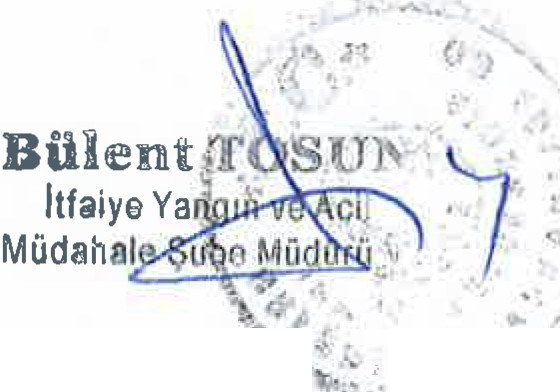 Bülent TOSUN
İtfaiye Yangın ve Acil
Müdahale Şube Müdürü